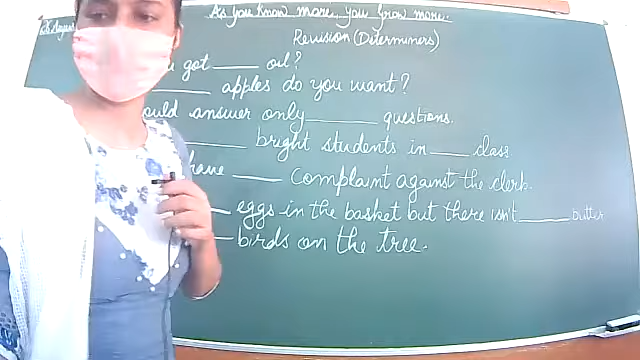 As you know more, you grow more.
Revision (Determiners)
got ____ oil?
____ apples do you want?
ould answer only ____ questions.
____ bright students in ____ class.
have ____ complaint against the clerk.
____ eggs in the basket but there isn't ____ butter
____ birds on the tree.